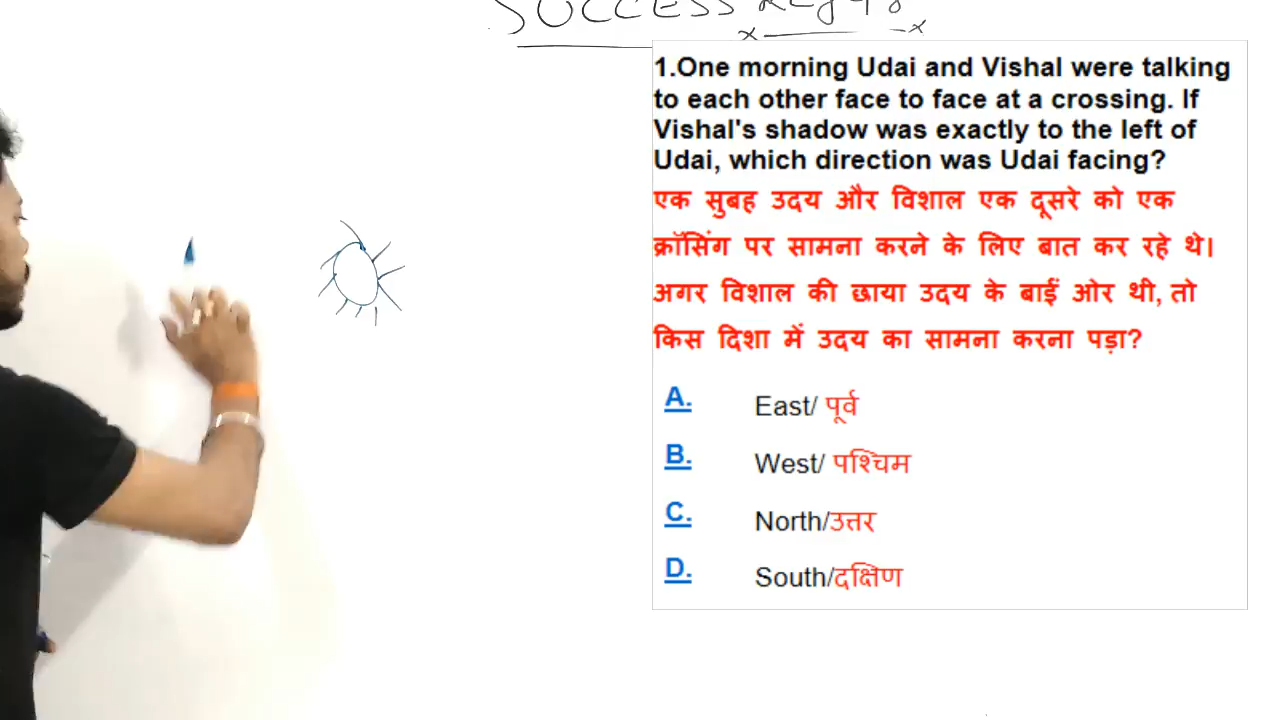 SUCCESS
1.One morning Udai and Vishal were talking
to each other face to face at a crossing. If
Vishal's shadow was exactly to the left of
Udai, which direction was Udai facing?
एक सुबह उदय और विशाल एक दूसरे को एक
क्रॉसिंग पर सामना करने के लिए बात कर रहे थे।
अगर विशाल की छाया उदय के बाईं ओर थी, तो
किस दिशा में उदय का सामना करना पड़ा?
A. East/ पूर्व
B. West/ पश्चिम
C. North/उत्तर
D. South/दक्षिण